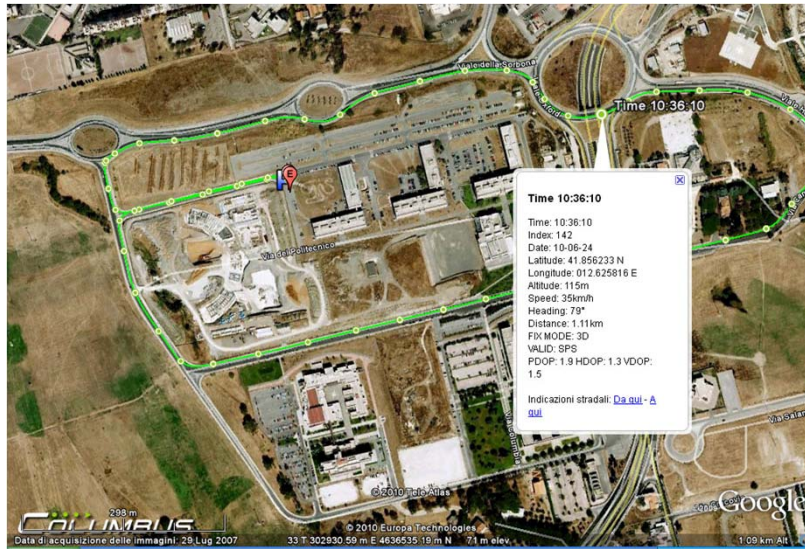 Viale della Sorbona
Time 10:36:10
E
Via del Politecnico
Time 10:36:10
Time: 10:36:10
Index: 142
Date: 10-06-24
Latitude: 41.856233 N
Longitude: 012.625816 E
Altitude: 115m
Speed: 35km/h
Heading: 79°
Distance: 1.11km
FIX MODE: 3D
VALID: SPS
PDOP: 1.9 HDOP: 1.3 VDOP:
1.5
Indicazioni stradali: Da qui - A
qui
Via Columbia
© 2010 Tele Atlas
298 m
COLUMBUS
© 2010 Europa Technologies
Google
Data di acquisizione delle immagini: 29 Lug 2007
33 T 302930.59 m E 4636535.19 m N
71 m elev.
1.09 km Alt